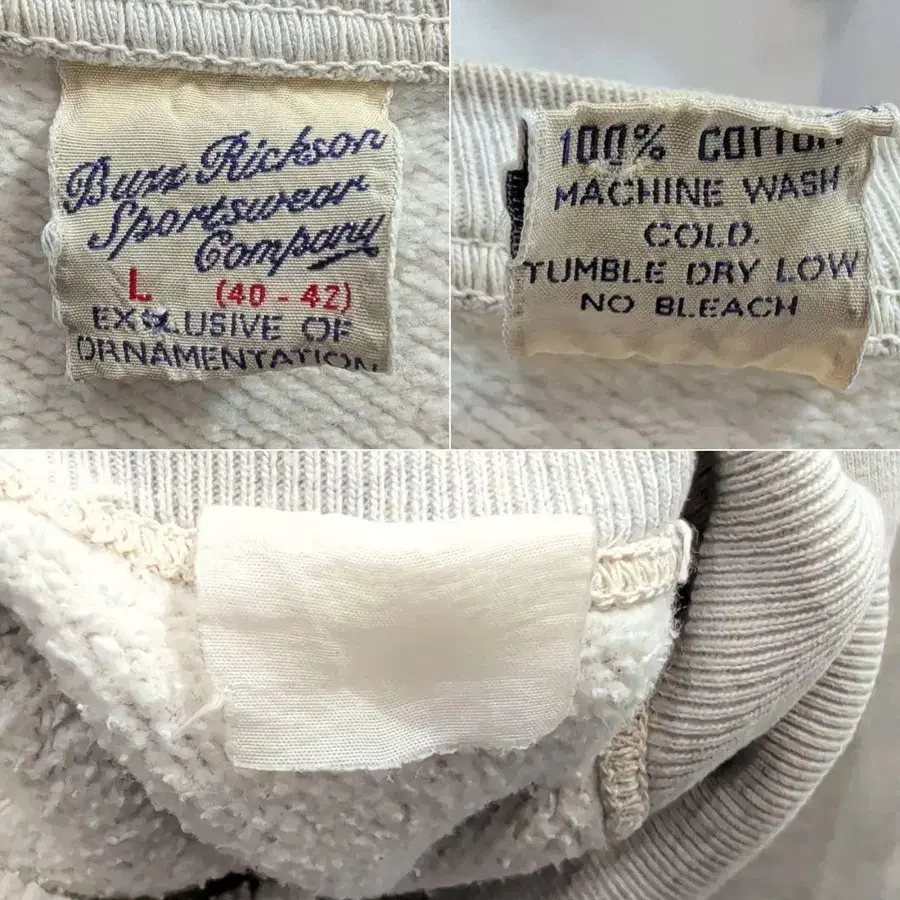 Buzz Rickson
Sportswear
Company
L (40 - 42)
EXCLUSIVE OF
ORNAMENTATION
100% COTTON
MACHINE WASH
COLD.
TUMBLE DRY LOW
NO BLEACH